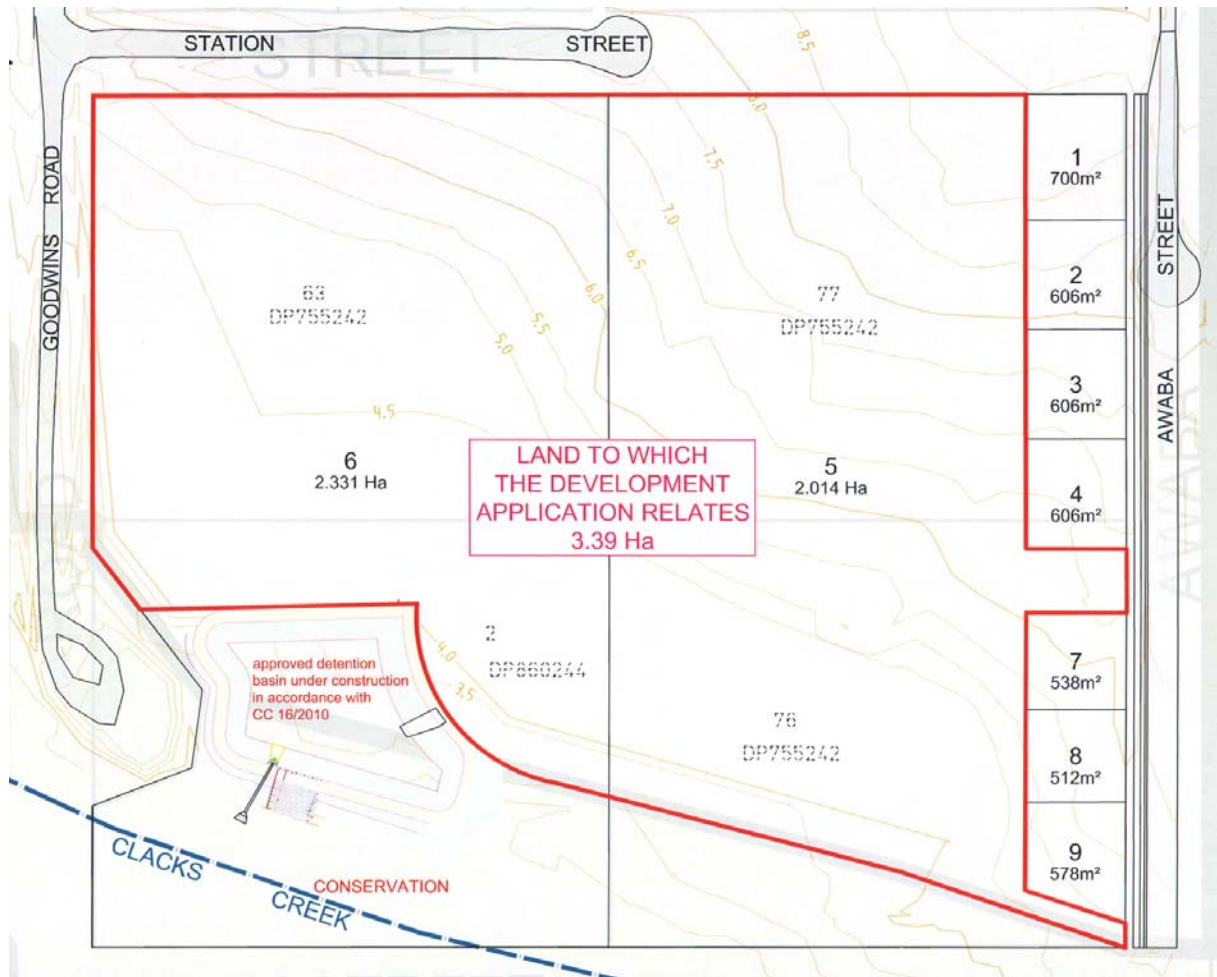 STATION STREET
STREET
GOODWINS ROAD
8.5
8.0
7.5
7.0
6.5
6.0
5.5
5.0
4.5
1
700m²
2
606m²
3
606m²
4
606m²
STREET
AWABA
AWABA
63
DP755242
77
DP755242
6
2.331 Ha
LAND TO WHICH
THE DEVELOPMENT
APPLICATION RELATES
3.39 Ha
5
2.014 Ha
2
DP860244
4.0
3.5
approved detention
basin under construction
in accordance with
CC 16/2010
76
DP755242
7
538m²
8
512m²
9
578m²
CLACKS
CREEK
CONSERVATION